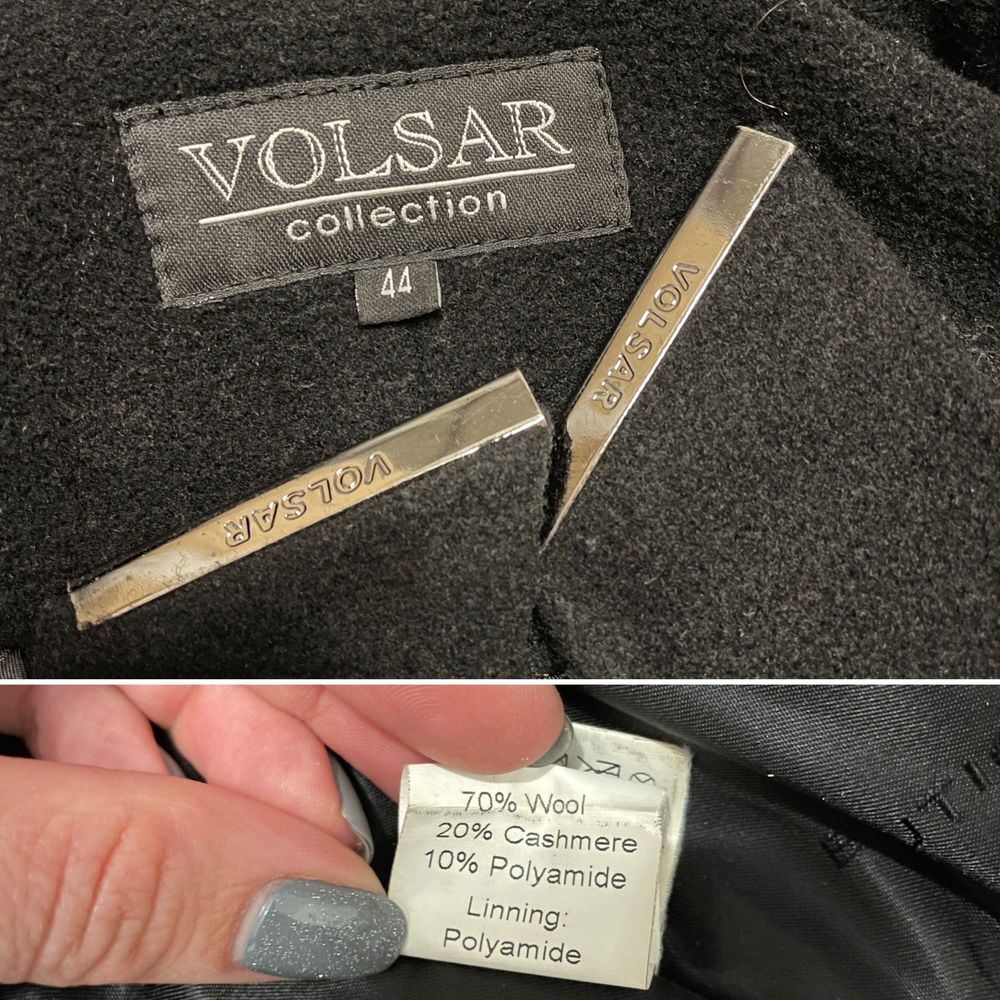 VOLSAR
collection
44
VOLSAR
VOLSAR
70% Wool
20% Cashmere
10% Polyamide
Linning:
Polyamide